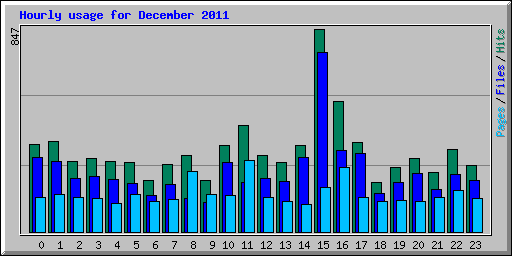 Hourly usage for December 2011
847
Pages / Files / Hits
0 1 2 3 4 5 6 7 8 9 10 11 12 13 14 15 16 17 18 19 20 21 22 23